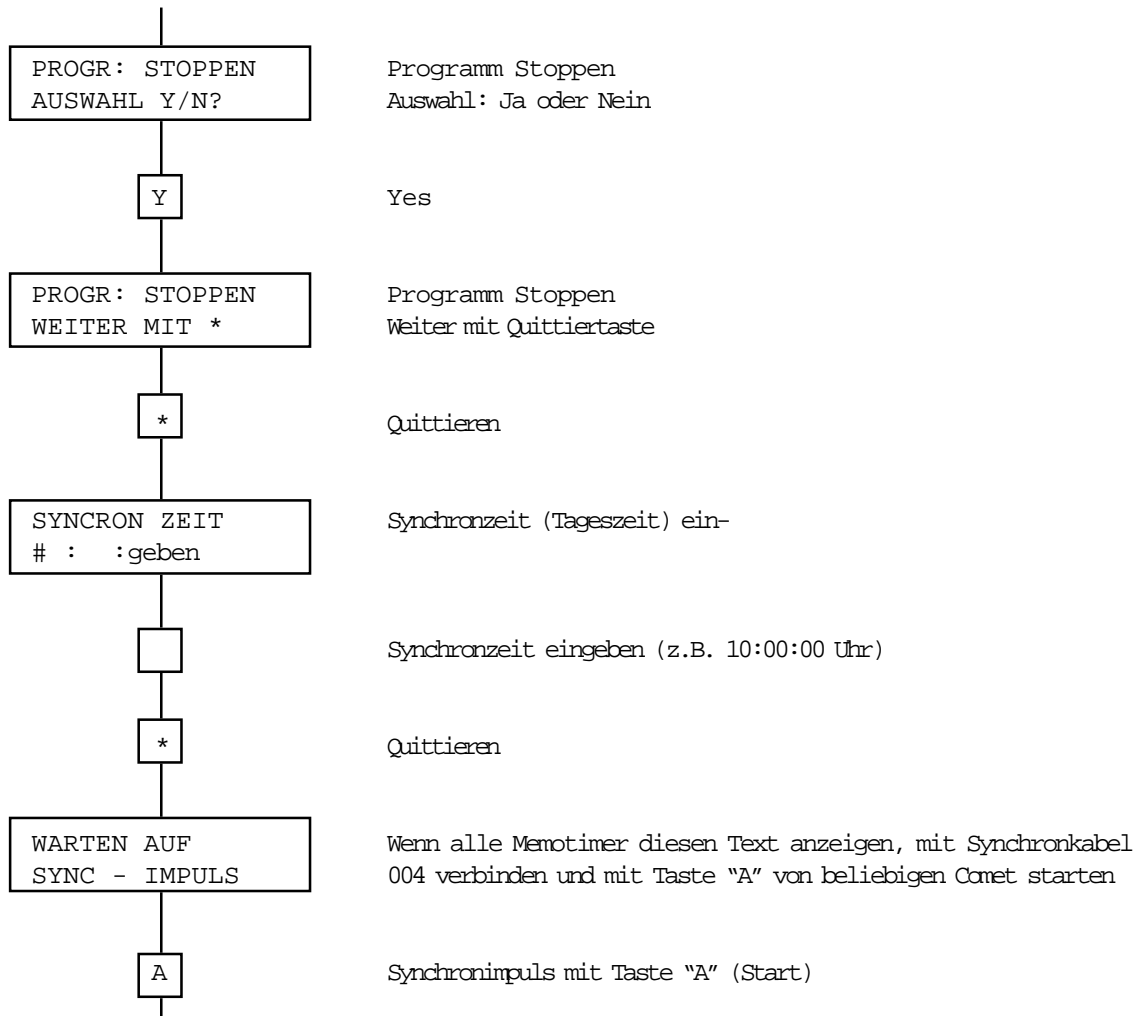 PROGR: STOPPEN
AUSWAHL Y/N?
Programm Stoppen
Auswahl: Ja oder Nein
Y
Yes
PROGR: STOPPEN
WEITER MIT *
Programm Stoppen
Weiter mit Quittiertaste
*
Quittieren
SYNCRON ZEIT
# : :geben
Synchronzeit (Tageszeit) ein-
Synchronzeit eingeben (z.B. 10:00:00 Uhr)
*
Quittieren
WARTEN AUF
SYNC - IMPULS
Wenn alle Memotimer diesen Text anzeigen, mit Synchronkabel
004 verbinden und mit Taste “A” von beliebigen Comet starten
A
Synchronimpuls mit Taste “A” (Start)